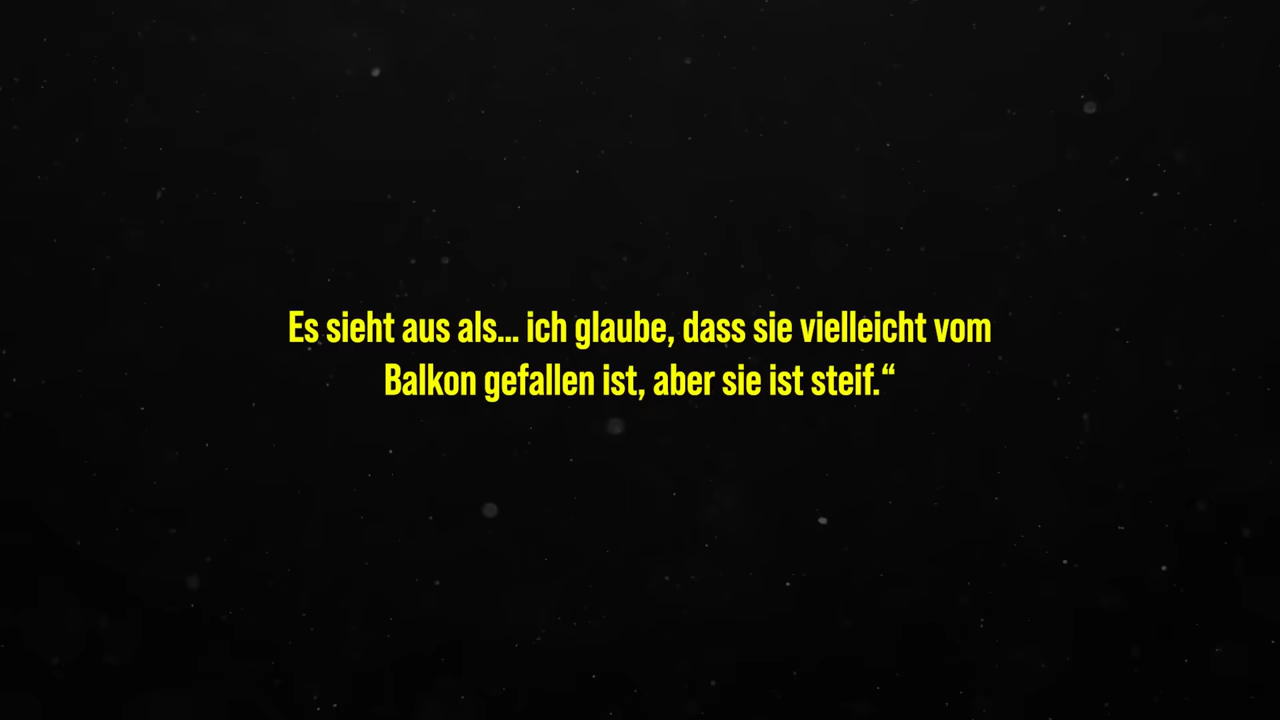 Es sieht aus als... ich glaube, dass sie vielleicht vom
Balkon gefallen ist, aber sie ist steif.“